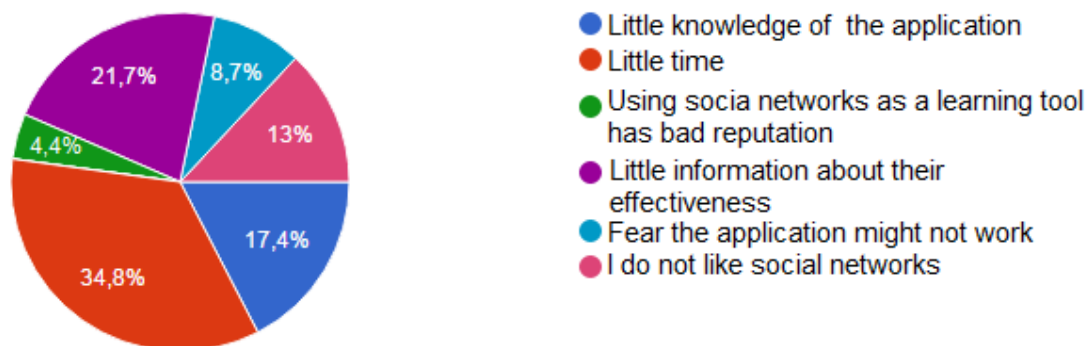 21,7%
8,7%
13%
4,4%
17,4%
34,8%
Little knowledge of the application
Little time
Using socia networks as a learning tool
has bad reputation
Little information about their
effectiveness
Fear the application might not work
I do not like social networks